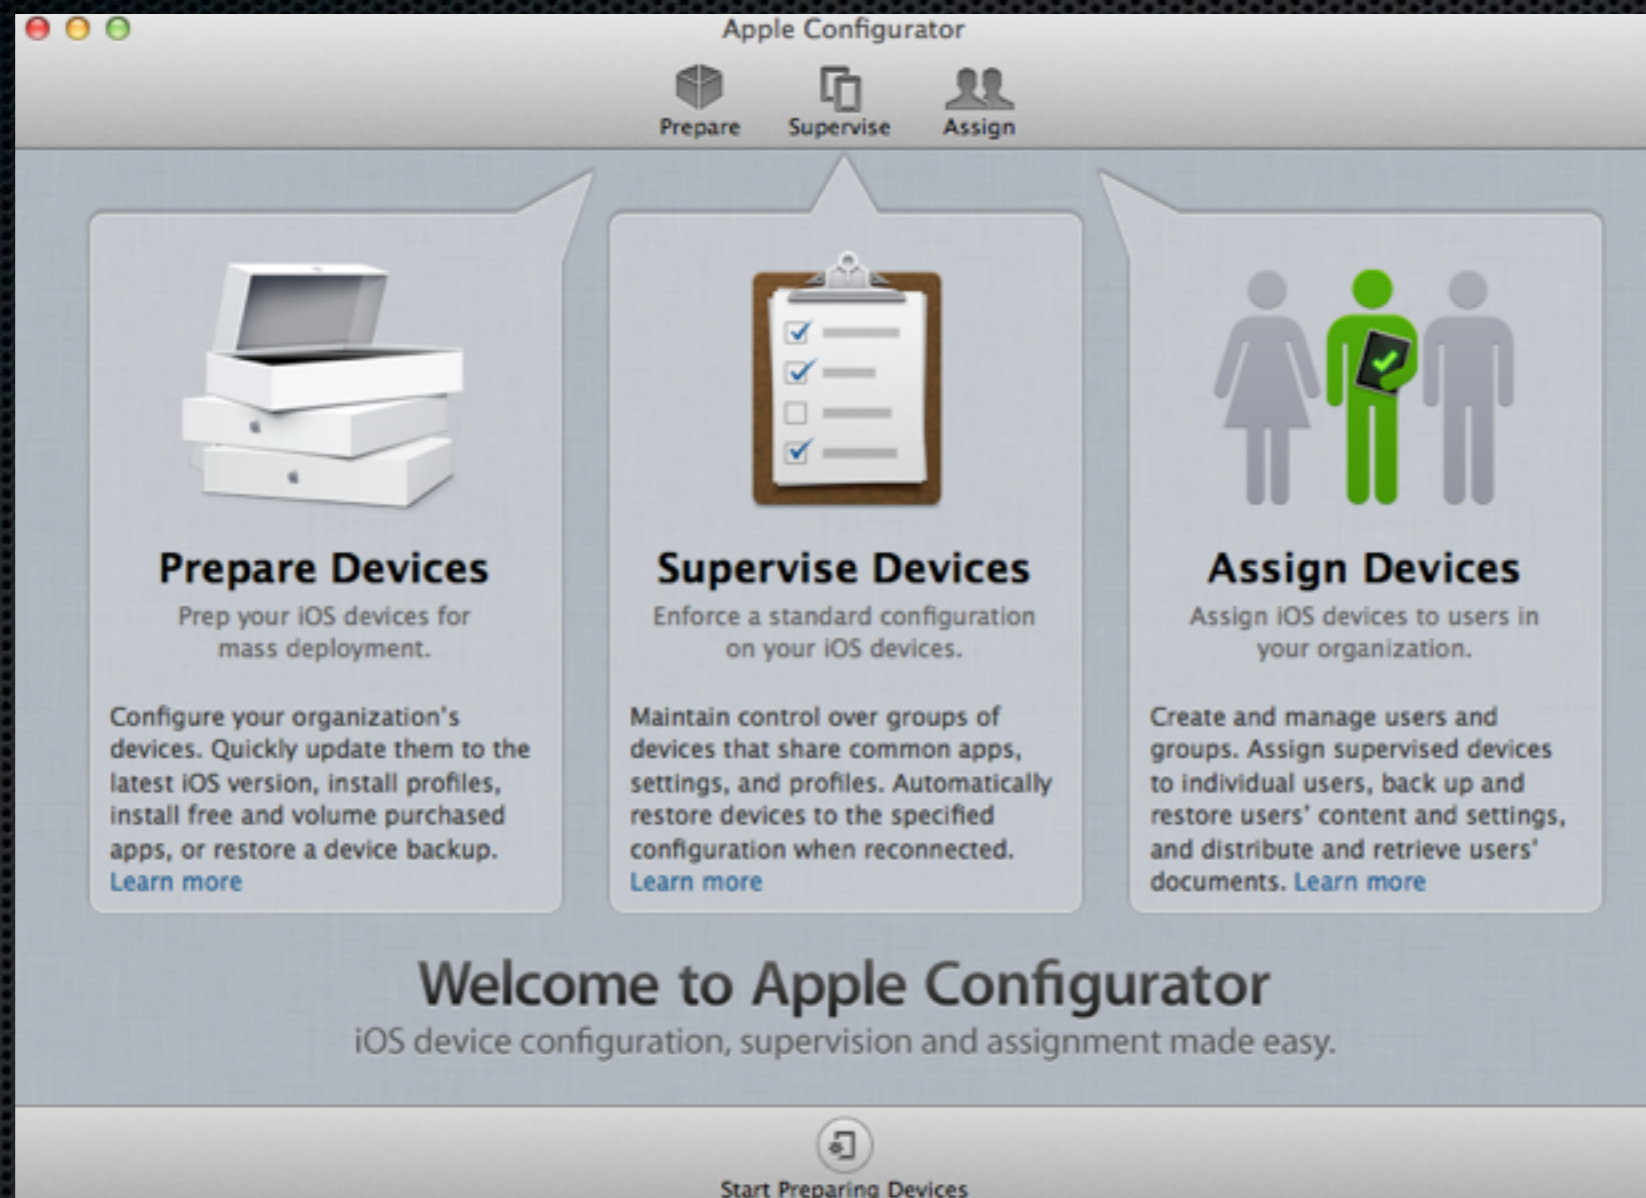 Apple Configurator
Prepare
Supervise
Assign
Prepare Devices
Prep your iOS devices for
mass deployment.
Configure your organization's
devices. Quickly update them to the
latest iOS version, install profiles,
install free and volume purchased
apps, or restore a device backup.
Learn more
Supervise Devices
Enforce a standard configuration
on your iOS devices.
Maintain control over groups of
devices that share common apps,
settings, and profiles. Automatically
restore devices to the specified
configuration when reconnected.
Learn more
Assign Devices
Assign iOS devices to users in
your organization.
Create and manage users and
groups. Assign supervised devices
to individual users, back up and
restore users' content and settings,
and distribute and retrieve users'
documents. Learn more
Welcome to Apple Configurator
iOS device configuration, supervision and assignment made easy.
Start Preparing Devices